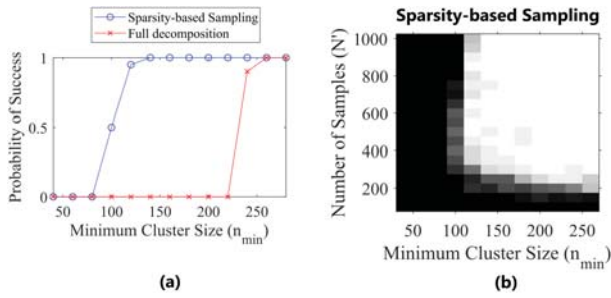 Sparsity-based Sampling
Full decomposition
Probability of Success
1
0.5
0
50 100 150 200 250
Minimum Cluster Size (n_min)
(a)
Sparsity-based Sampling
Number of Samples (N')
1000
800
600
400
200
50 100 150 200 250
Minimum Cluster Size (n_min)
(b)